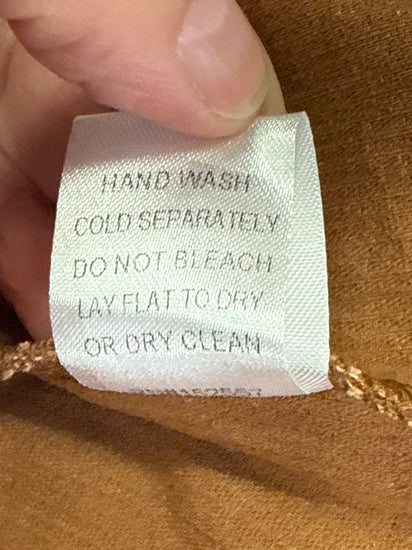 HAND WASH
COLD SEPARATELY
DO NOT BLEACH
LAY FLAT TO DRY
OR DRY CLEAN